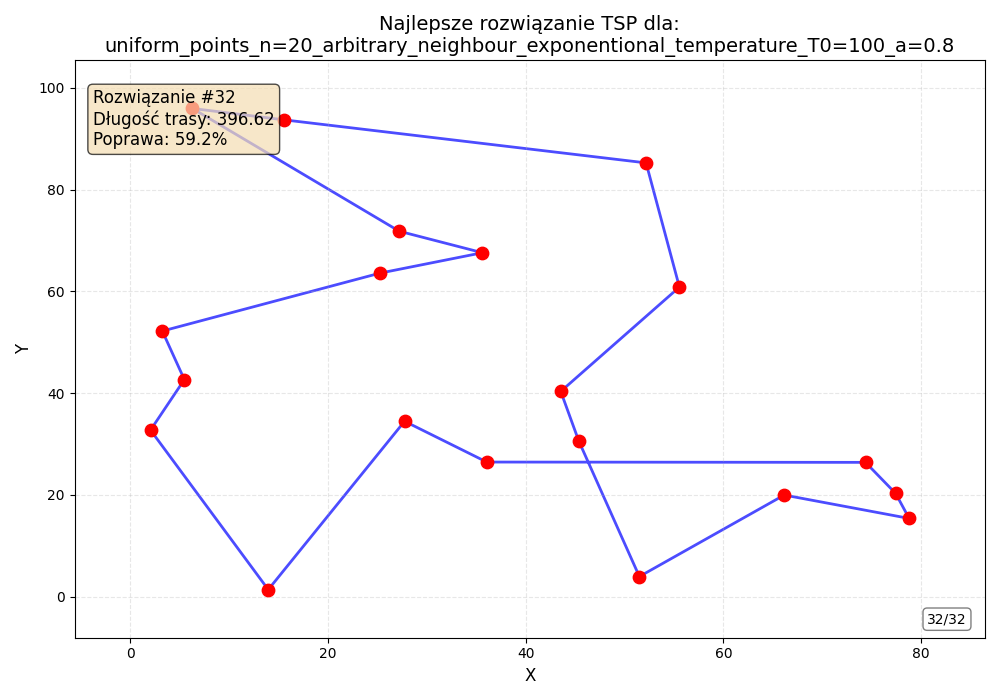 Najlepsze rozwiązanie TSP dla:
uniform_points_n=20_arbitrary_neighbour_exponentional_temperature_T0=100_a=0.8
Rozwiązanie #32
Długość trasy: 396.62
Poprawa: 59.2%
100
80
60
40
20
0
Y
32/32
0 20 40 60 80
X